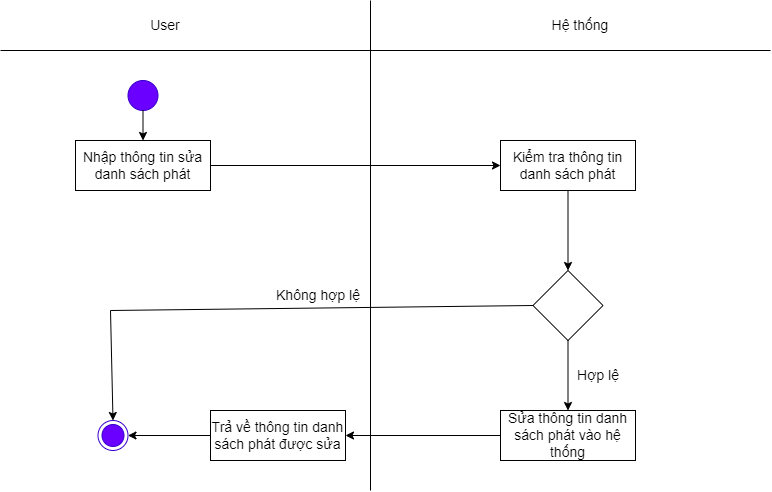 User
Hệ thống
Nhập thông tin sửa
danh sách phát
Kiểm tra thông tin
danh sách phát
Không hợp lệ
Hợp lệ
Trả về thông tin danh
sách phát được sửa
Sửa thông tin danh
sách phát vào hệ
thống